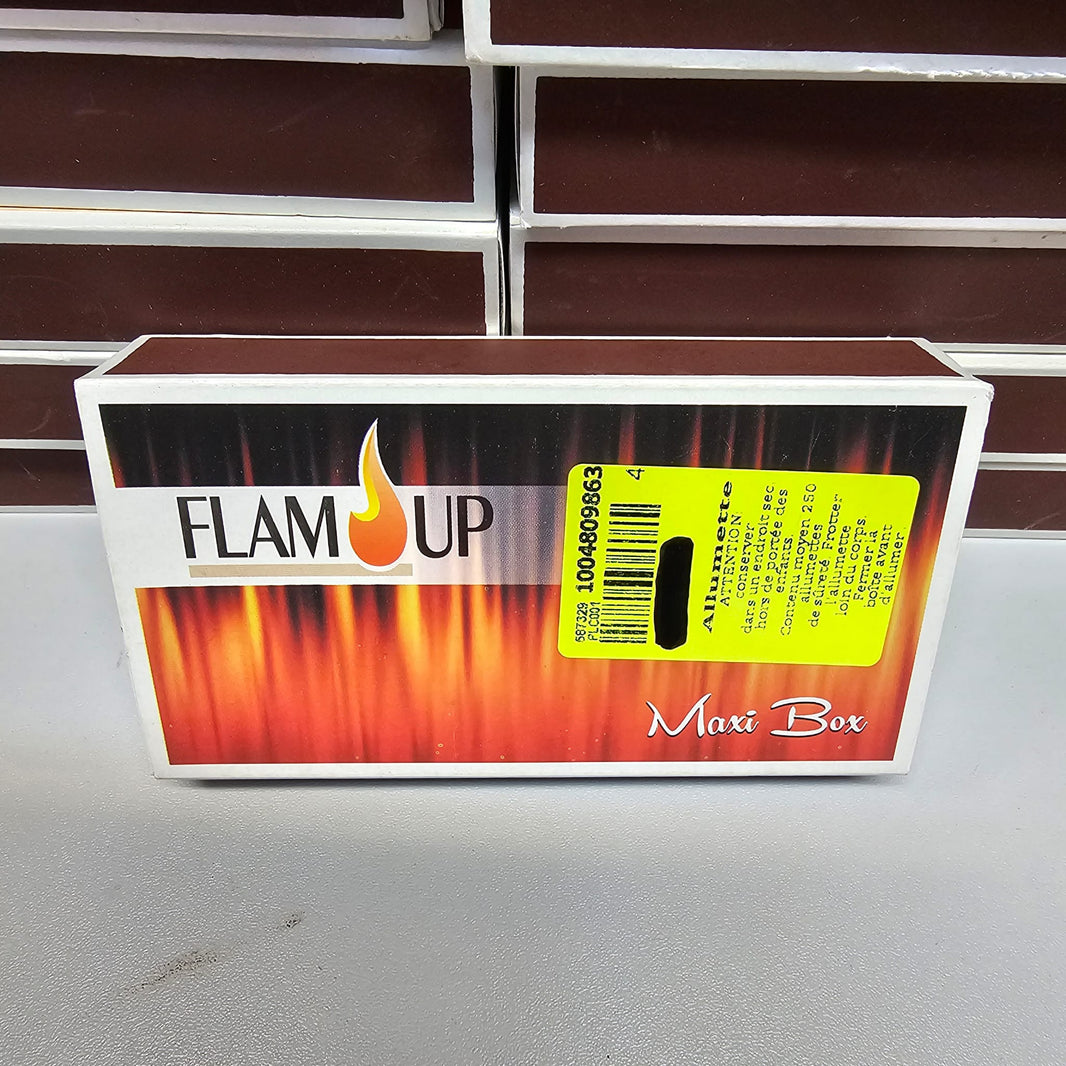 FLAM UP
687329 1004809863
PLC001
4
Allumette
ATTENTION
conserver
dans un endroit sec,
hors de portée des
enfants.
Contenu moyen 250
allumettes
de sûreté Frotter
l'allumette
loin du corps.
Fermer la
boîte avant
d'allumer
Maxi Box